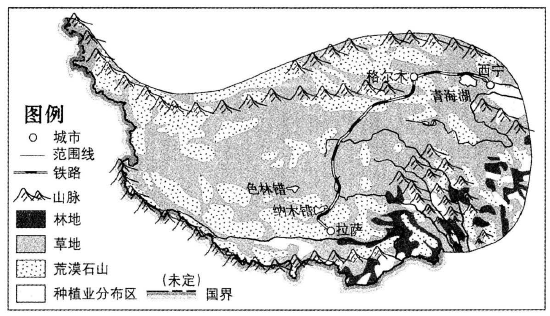 格尔木
西宁
青海湖
图例
城市
范围线
铁路
山脉
林地
草地
荒漠石山
种植业分布区
(未定)
国界
色林错
纳木错
拉萨